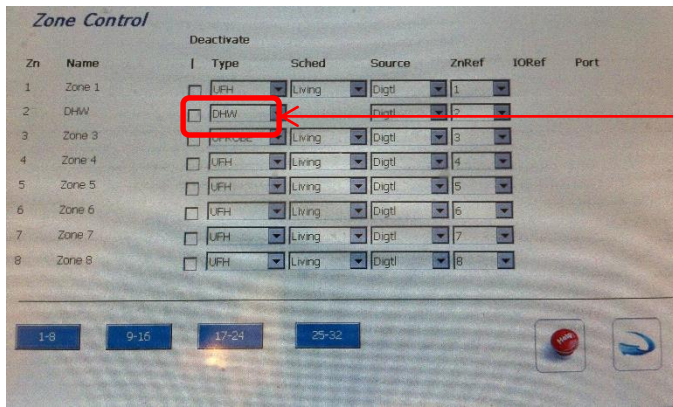 Zone Control
Deactivate
Zn Name | Type Sched Source ZnRef IORef Port
1 Zone 1 UFH Living Digtl 1
2 DHW DHW Digtl 2
3 Zone 3 UPROBE Living Digtl 3
4 Zone 4 UFH Living Digtl 4
5 Zone 5 UFH Living Digtl 5
6 Zone 6 UFH Living Digtl 6
7 Zone 7 UFH Living Digtl 7
8 Zone 8 UFH Living Digtl 8
1-8 9-16 17-24 25-32